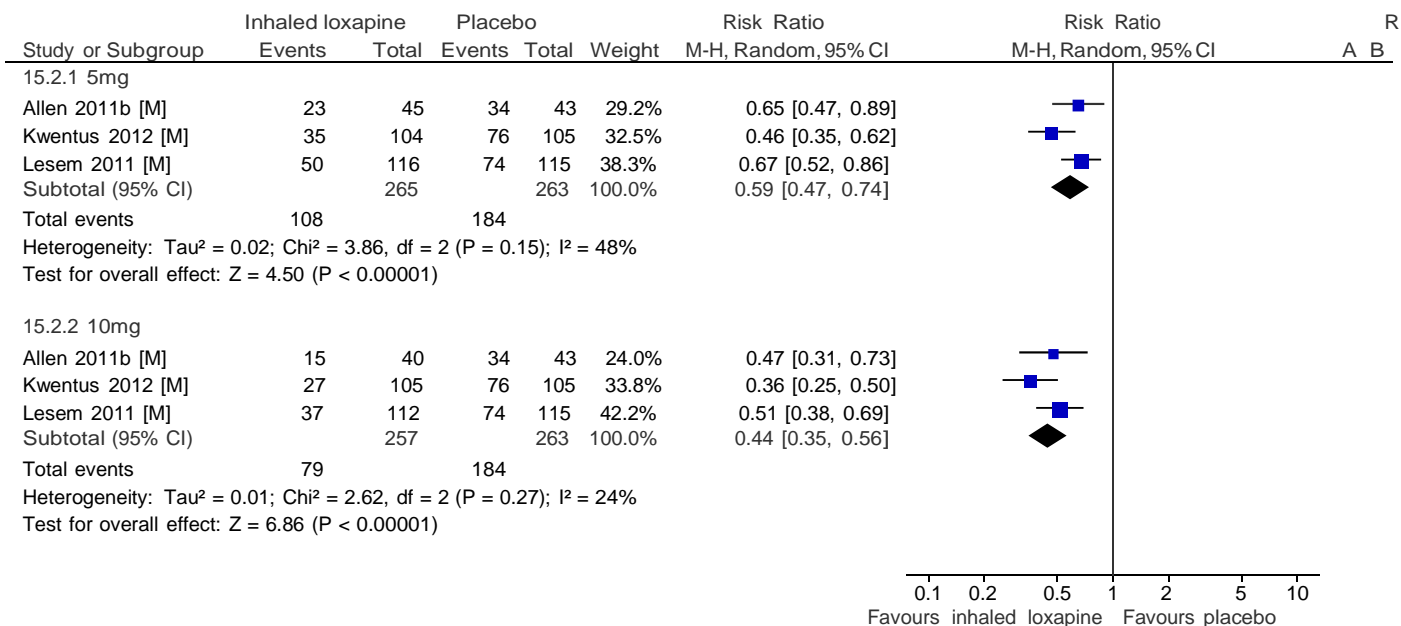 Inhaled loxapine Placebo Risk Ratio Risk Ratio R
Study or Subgroup Events Total Events Total Weight M-H, Random, 95% CI M-H, Random, 95% CI A B
15.2.1 5mg
Allen 2011b [M] 23 45 34 43 29.2% 0.65 [0.47, 0.89]
Kwentus 2012 [M] 35 104 76 105 32.5% 0.46 [0.35, 0.62]
Lesem 2011 [M] 50 116 74 115 38.3% 0.67 [0.52, 0.86]
Subtotal (95% CI) 265 263 100.0% 0.59 [0.47, 0.74]
Total events 108 184
Heterogeneity: Tau² = 0.02; Chi² = 3.86, df = 2 (P = 0.15); I² = 48%
Test for overall effect: Z = 4.50 (P < 0.00001)
15.2.2 10mg
Allen 2011b [M] 15 40 34 43 24.0% 0.47 [0.31, 0.73]
Kwentus 2012 [M] 27 105 76 105 33.8% 0.36 [0.25, 0.50]
Lesem 2011 [M] 37 112 74 115 42.2% 0.51 [0.38, 0.69]
Subtotal (95% CI) 257 263 100.0% 0.44 [0.35, 0.56]
Total events 79 184
Heterogeneity: Tau² = 0.01; Chi² = 2.62, df = 2 (P = 0.27); I² = 24%
Test for overall effect: Z = 6.86 (P < 0.00001)
0.1 0.2 0.5 1 2 5 10
Favours inhaled loxapine Favours placebo